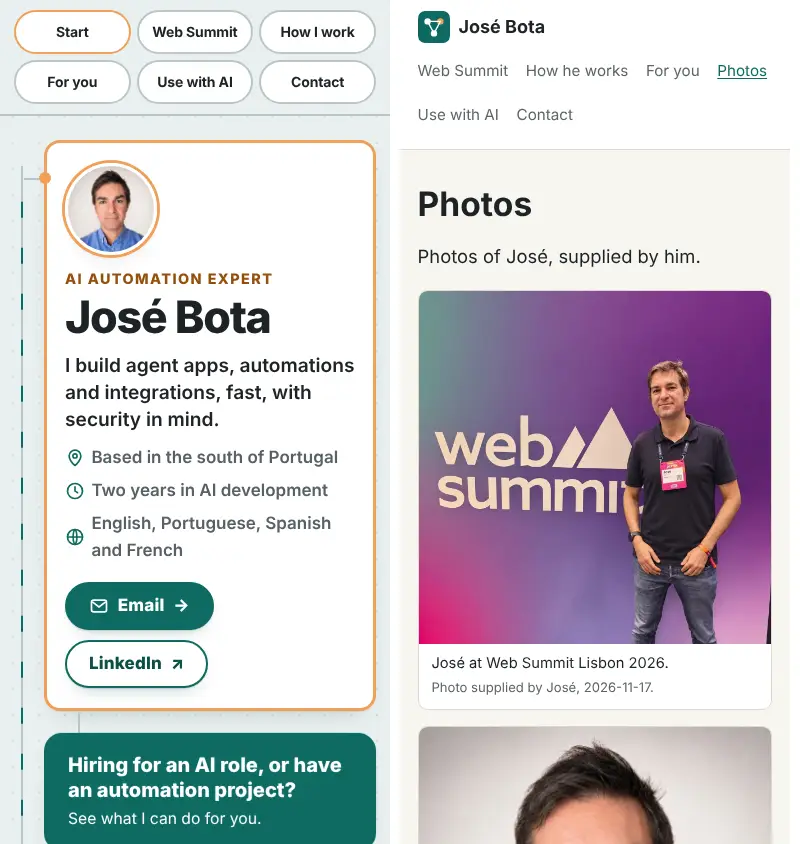 Start
Web Summit
How I work
For you
Use with AI
Contact
AI AUTOMATION EXPERT
José Bota
I build agent apps, automations
and integrations, fast, with
security in mind.
Based in the south of Portugal
Two years in AI development
English, Portuguese, Spanish
and French
Email
LinkedIn
Hiring for an AI role, or have
an automation project?
See what I can do for you.
José Bota
Web Summit
How he works
For you
Photos
Use with AI
Contact
Photos
Photos of José, supplied by him.
web
summit
José at Web Summit Lisbon 2026.
Photo supplied by José, 2026-11-17.